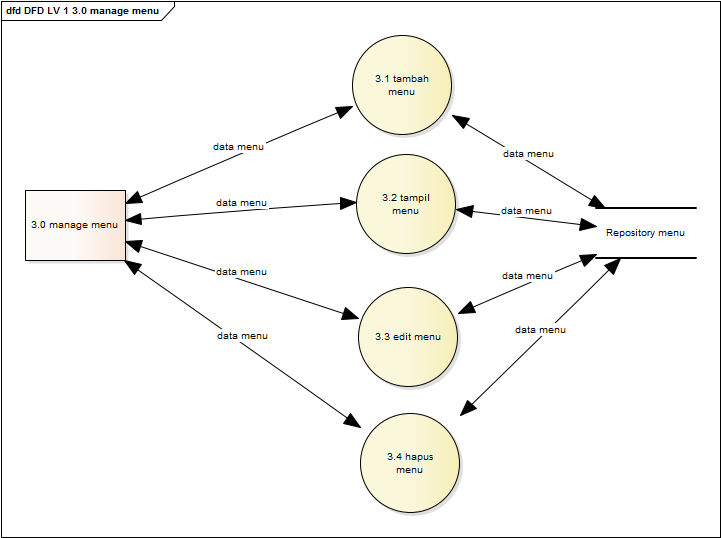 dfd DFD LV 1 3.0 manage menu
3.1 tambah
menu
data menu
data menu
3.2 tampil
menu
data menu
data menu
3.0 manage menu
Repository menu
data menu
data menu
3.3 edit menu
data menu
data menu
3.4 hapus
menu